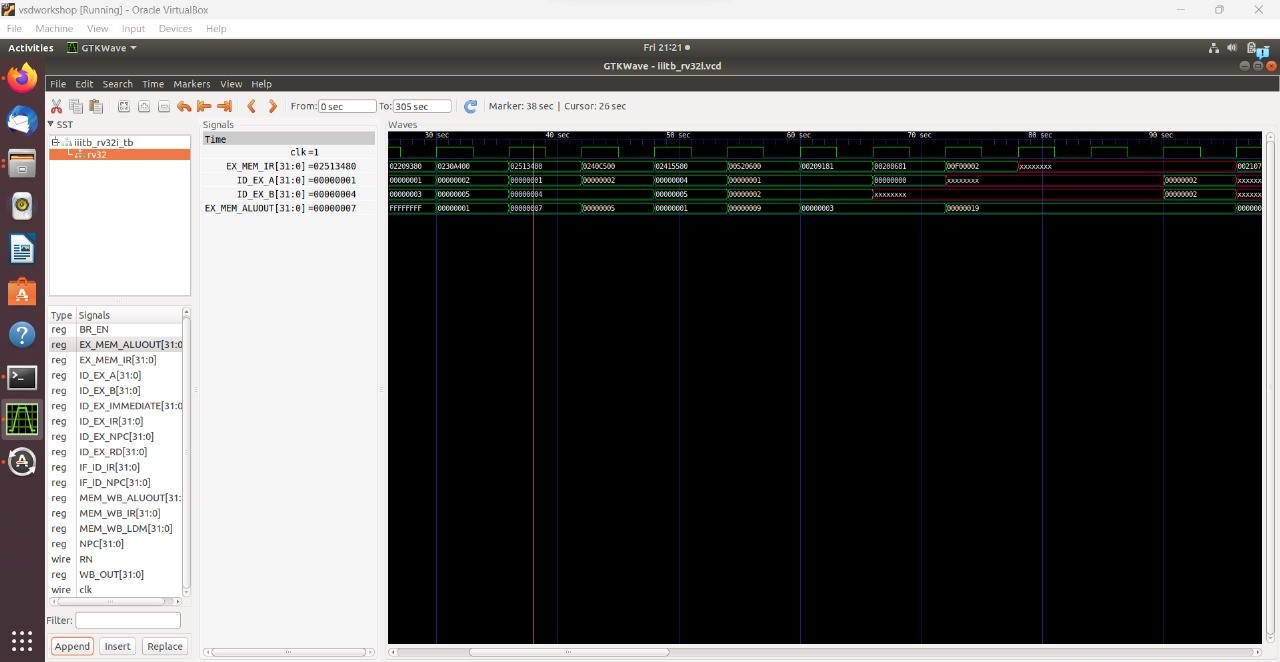 vsdworkshop [Running] - Oracle VirtualBox
File Machine View Input Devices Help
Activities GTKWave Fri 21:21
GTKWave - iiitb_rv32i.vcd
File Edit Search Time Markers View Help
From: 0 sec To: 305 sec Marker: 38 sec | Cursor: 26 sec
SST
iiitb_rv32i_tb
rv32
Type Signals
reg BR_EN
reg EX_MEM_ALUOUT[31:0
reg EX_MEM_IR[31:0]
reg ID_EX_A[31:0]
reg ID_EX_B[31:0]
reg ID_EX_IMMEDIATE[31:0
reg ID_EX_IR[31:0]
reg ID_EX_NPC[31:0]
reg ID_EX_RD[31:0]
reg IF_ID_IR[31:0]
reg IF_ID_NPC[31:0]
reg MEM_WB_ALUOUT[31:
reg MEM_WB_IR[31:0]
reg MEM_WB_LDM[31:0]
reg NPC[31:0]
wire RN
reg WB_OUT[31:0]
wire clk
Filter:
Append Insert Replace
Signals
Time
clk =1
EX_MEM_IR[31:0] =02513480
ID_EX_A[31:0] =00000001
ID_EX_B[31:0] =00000004
EX_MEM_ALUOUT[31:0] =00000007
Waves
30 sec 40 sec 50 sec 60 sec 70 sec 80 sec 90 sec
02209380 0230A400 02513480 0240C500 02415580 00520600 00209181 00208681 00F00002 xxxxxxxx 002107
00000001 00000002 00000001 00000002 00000004 00000001 00000000 xxxxxxxx 00000002 xxxxxx
00000003 00000005 00000004 00000005 00000002 xxxxxxxx 00000002 xxxxxx
FFFFFFFF 00000001 00000007 00000005 00000001 00000009 00000003 00000019 000000